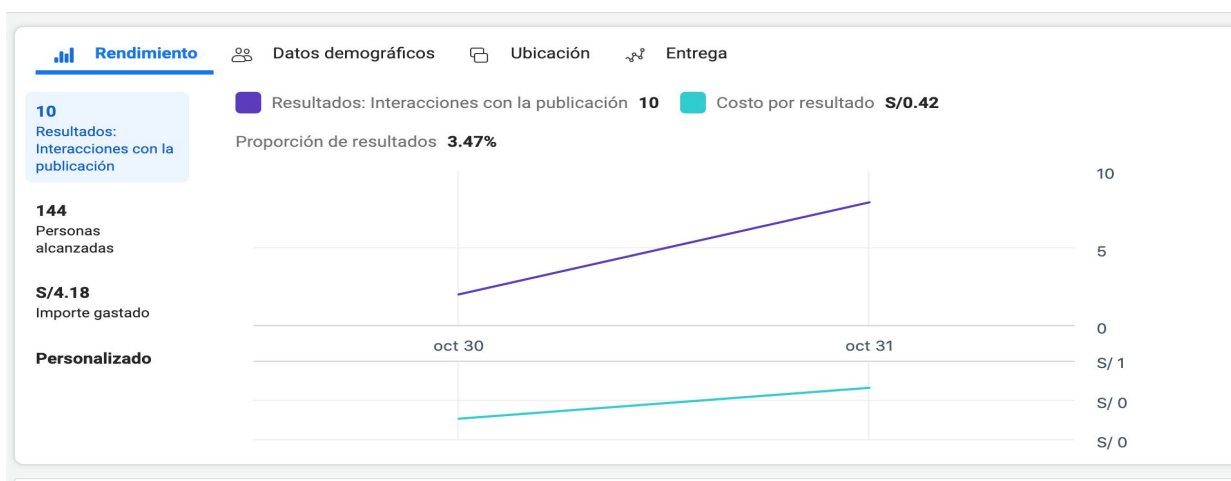 Rendimiento Datos demográficos Ubicación Entrega
10
Resultados:
Interacciones con la
publicación
144
Personas
alcanzadas
S/4.18
Importe gastado
Personalizado
Resultados: Interacciones con la publicación 10 Costo por resultado S/0.42
Proporción de resultados 3.47%
10
5
0
oct 30 oct 31
S/ 1
S/ 0
S/ 0